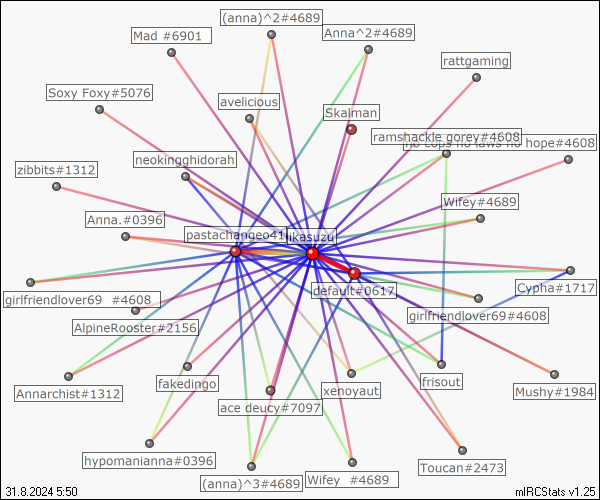 (anna)^2#4689
Mad #6901
Anna^2#4689
rattgaming
Soxy Foxy#5076
avelicious
Skalman
ramshackle gorey#4608
no laws no hope#4608
neokingghidorah
zibbits#1312
Wifey#4689
Anna.#0396
pastachangeo41
likasuzu
default#0617
Cypha#1717
girlfriendlover69 #4608
girlfriendlover69#4608
AlpineRooster#2156
Annarchist#1312
fakedingo
xenoyaut
frisout
Mushy#1984
ace deucy#7097
hypomanianna#0396
(anna)^3#4689
Wifey #4689
Toucan#2473
31.8.2024 5:50
mIRCStats v1.25